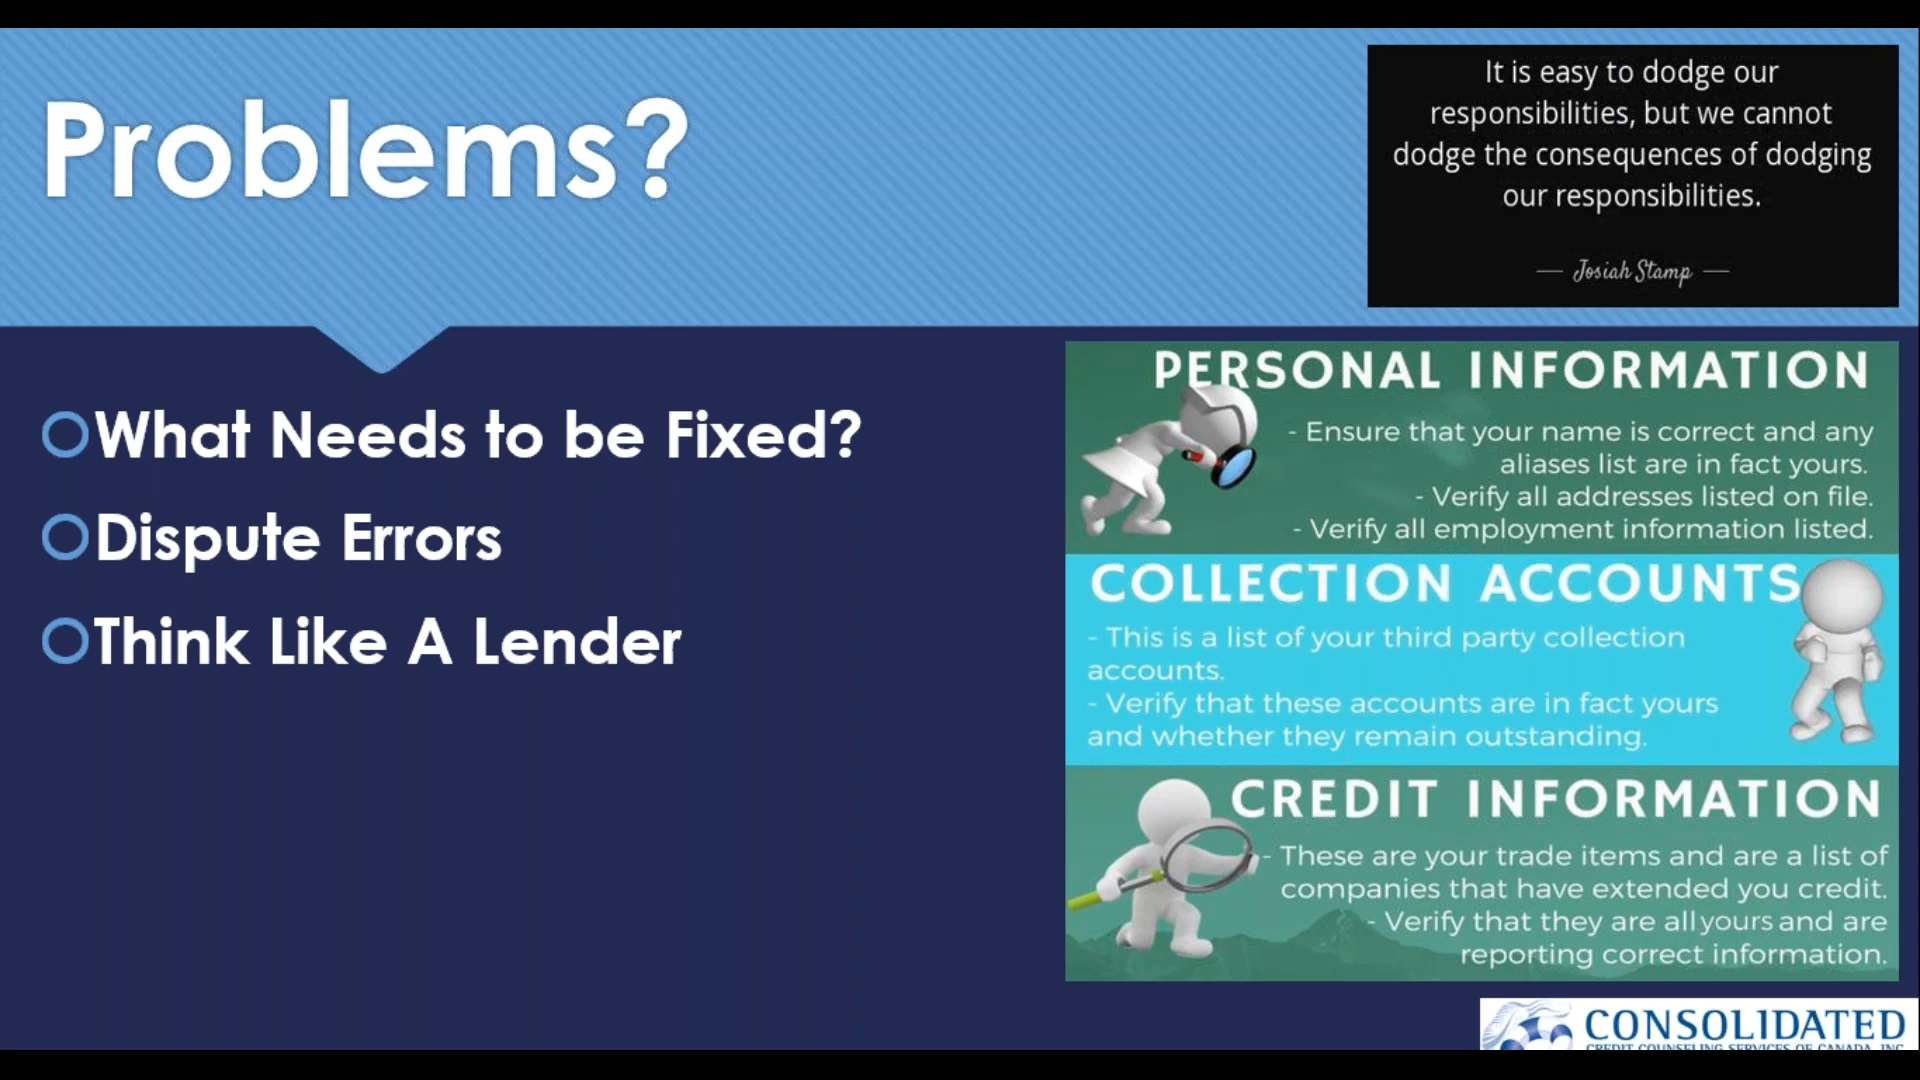 Problems?
It is easy to dodge our
responsibilities, but we cannot
dodge the consequences of dodging
our responsibilities.
— Josiah Stamp —
What Needs to be Fixed?
Dispute Errors
Think Like A Lender
PERSONAL INFORMATION
- Ensure that your name is correct and any
aliases list are in fact yours.
- Verify all addresses listed on file.
- Verify all employment information listed.
COLLECTION ACCOUNTS
- This is a list of your third party collection
accounts.
- Verify that these accounts are in fact yours
and whether they remain outstanding.
CREDIT INFORMATION
- These are your trade items and are a list of
companies that have extended you credit.
- Verify that they are all yours and are
reporting correct information.
CONSOLIDATED
CREDIT COUNSELING SERVICES OF CANADA, INC